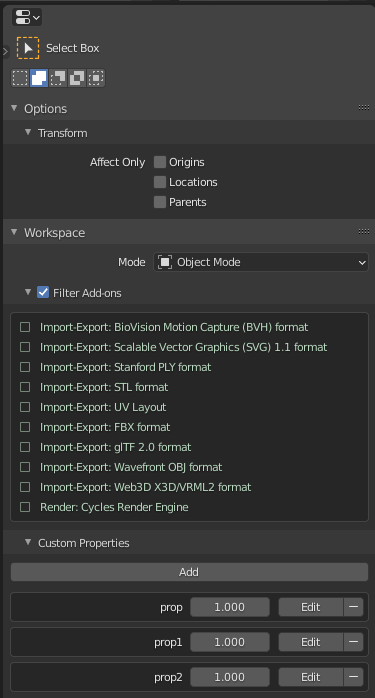 Select Box
Options
Transform
Affect Only Origins
Locations
Parents
Workspace
Mode Object Mode
Filter Add-ons
Import-Export: BioVision Motion Capture (BVH) format
Import-Export: Scalable Vector Graphics (SVG) 1.1 format
Import-Export: Stanford PLY format
Import-Export: STL format
Import-Export: UV Layout
Import-Export: FBX format
Import-Export: glTF 2.0 format
Import-Export: Wavefront OBJ format
Import-Export: Web3D X3D/VRML2 format
Render: Cycles Render Engine
Custom Properties
Add
prop 1.000 Edit
prop1 1.000 Edit
prop2 1.000 Edit